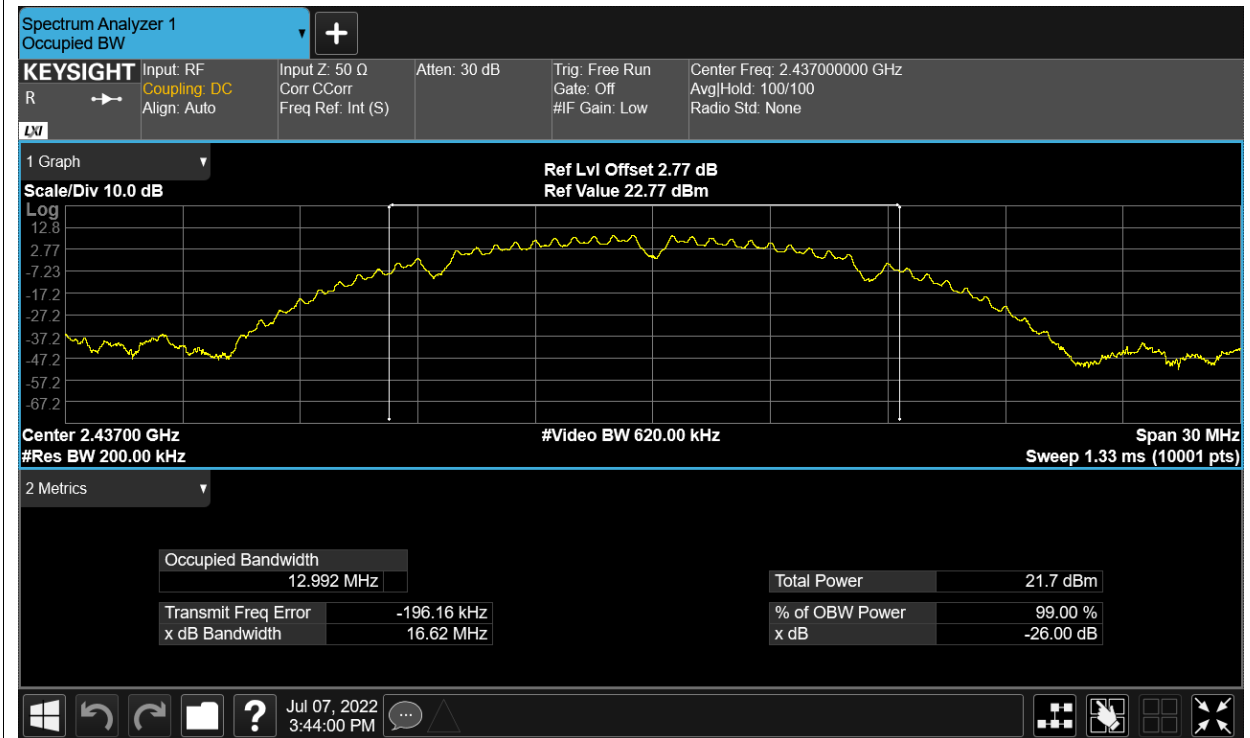 Spectrum Analyzer 1
Occupied BW
KEYSIGHT
R
LXI
Input: RF
Coupling: DC
Align: Auto
Input Z: 50 Ω
Corr CCorr
Freq Ref: Int (S)
Atten: 30 dB
Trig: Free Run
Gate: Off
#IF Gain: Low
Center Freq: 2.437000000 GHz
Avg|Hold: 100/100
Radio Std: None
1 Graph
Scale/Div 10.0 dB
Ref Lvl Offset 2.77 dB
Ref Value 22.77 dBm
Log
12.8
2.77
-7.23
-17.2
-27.2
-37.2
-47.2
-57.2
-67.2
Center 2.43700 GHz
#Video BW 620.00 kHz
Span 30 MHz
#Res BW 200.00 kHz
Sweep 1.33 ms (10001 pts)
2 Metrics
Occupied Bandwidth
12.992 MHz
Total Power 21.7 dBm
Transmit Freq Error -196.16 kHz
% of OBW Power 99.00 %
x dB Bandwidth 16.62 MHz
x dB -26.00 dB
?
Jul 07, 2022
3:44:00 PM